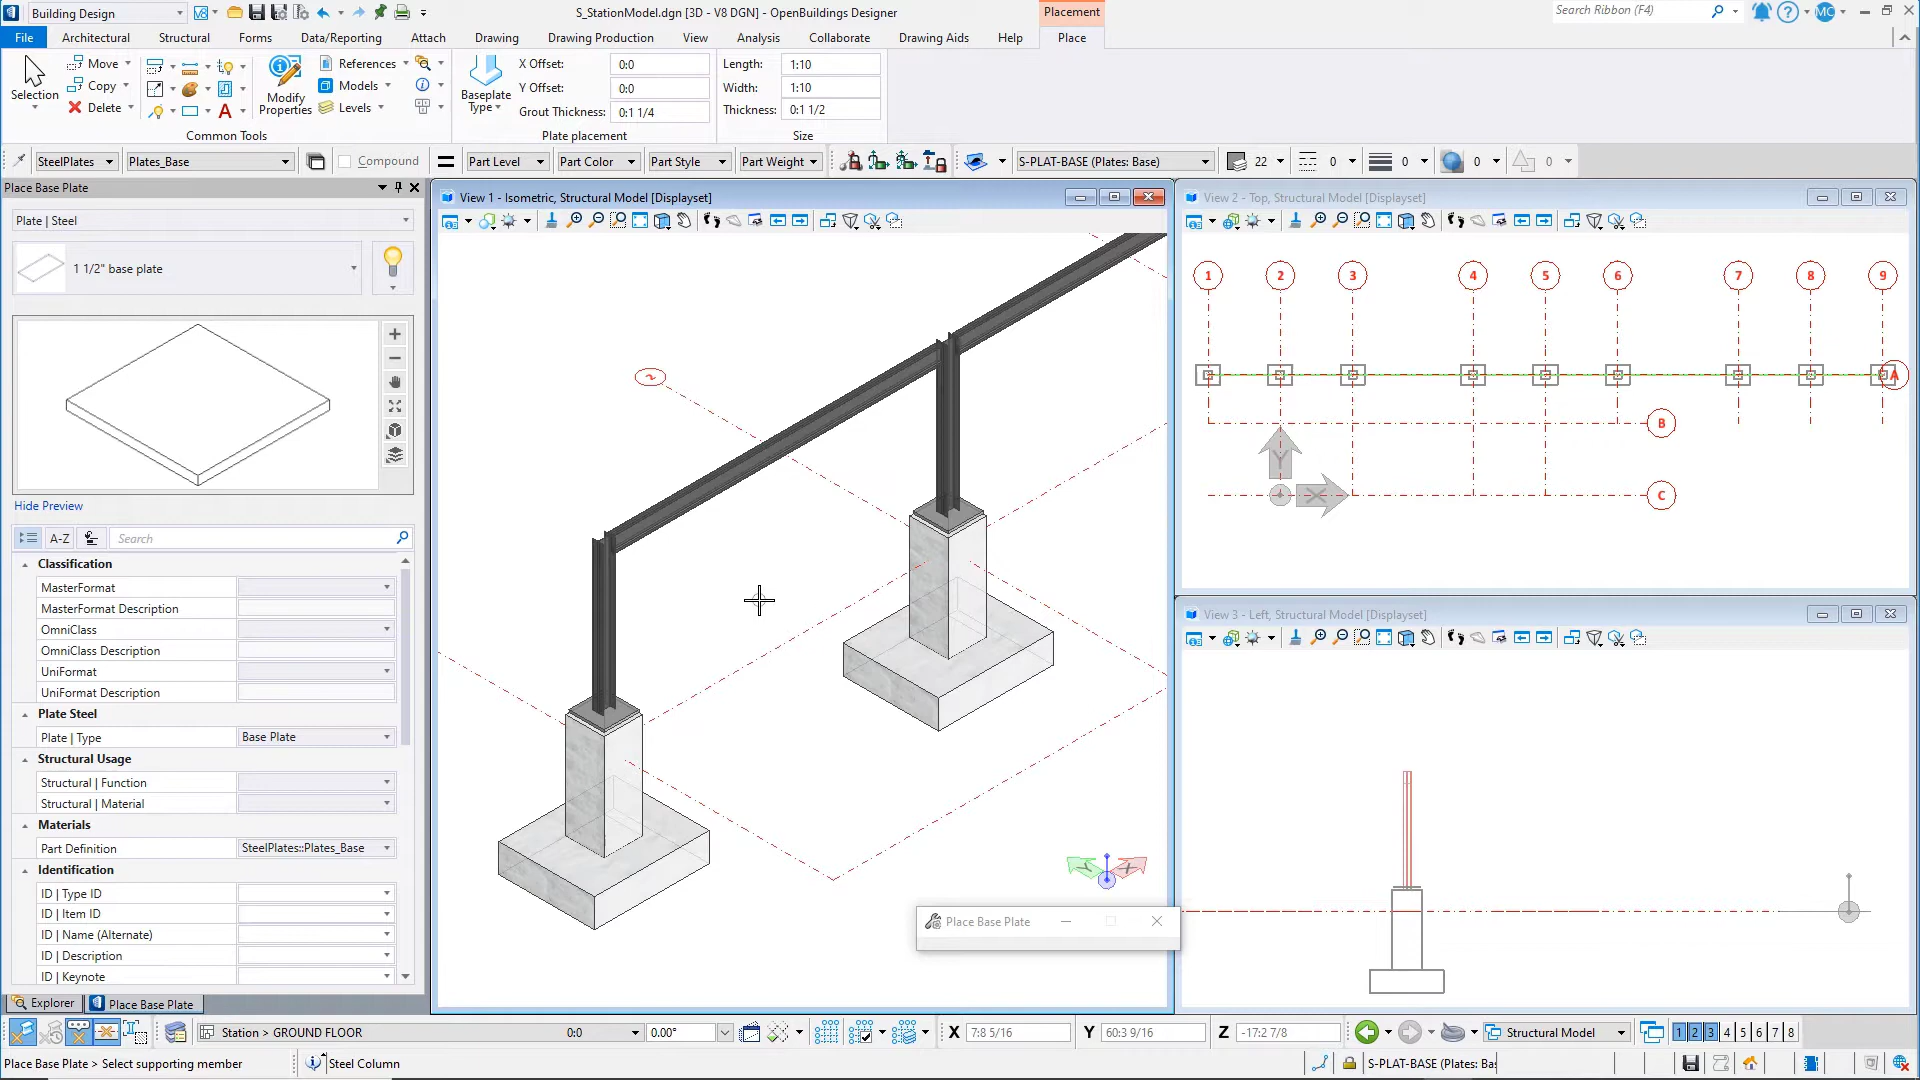 Building Design
V8
S_StationModel.dgn [3D - V8 DGN] - OpenBuildings Designer
Placement
Search Ribbon (F4)
MC
File
Architectural
Structural
Forms
Data/Reporting
Attach
Drawing
Drawing Production
View
Analysis
Collaborate
Drawing Aids
Help
Place
Selection
Move
Copy
Delete
Modify Properties
References
Models
Levels
Common Tools
Baseplate Type
X Offset: 0:0
Y Offset: 0:0
Grout Thickness: 0:1 1/4
Plate placement
Length: 1:10
Width: 1:10
Thickness: 0:1 1/2
Size
SteelPlates
Plates_Base
Compound
Part Level
Part Color
Part Style
Part Weight
S-PLAT-BASE (Plates: Base)
22
0
0
0
0
Place Base Plate
Plate | Steel
1 1/2" base plate
Hide Preview
A-Z
Search
Classification
MasterFormat
MasterFormat Description
OmniClass
OmniClass Description
UniFormat
UniFormat Description
Plate Steel
Plate | Type Base Plate
Structural Usage
Structural | Function
Structural | Material
Materials
Part Definition SteelPlates::Plates_Base
Identification
ID | Type ID
ID | Item ID
ID | Name (Alternate)
ID | Description
ID | Keynote
Explorer
Place Base Plate
View 1 - Isometric, Structural Model [Displayset]
Y
X
Place Base Plate
View 2 - Top, Structural Model [Displayset]
1
2
3
4
5
6
7
8
9
A
B
C
Y
X
View 3 - Left, Structural Model [Displayset]
Station > GROUND FLOOR
0:0
0.00°
X 7:8 5/16
Y 60:3 9/16
Z -17:2 7/8
Structural Model
1 2 3 4 5 6 7 8
Place Base Plate > Select supporting member
Steel Column
S-PLAT-BASE (Plates: Ba